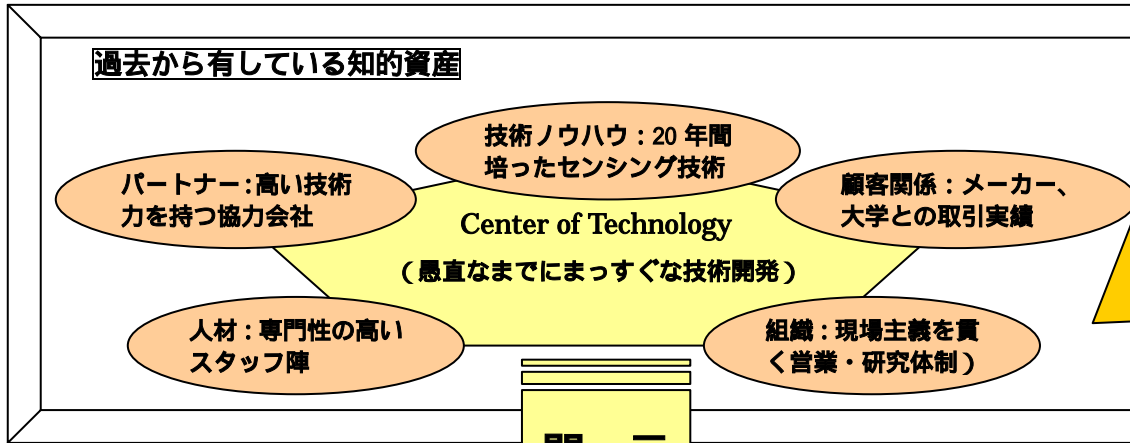 過去から有している知的資産
技術ノウハウ：20 年間
培ったセンシング技術
パートナー：高い技術
力を持つ協力会社
顧客関係：メーカー、
大学との取引実績
Center of Technology
（愚直なまでにまっすぐな技術開発）
人材：専門性の高い
スタッフ陣
組織：現場主義を貫
く営業・研究体制）